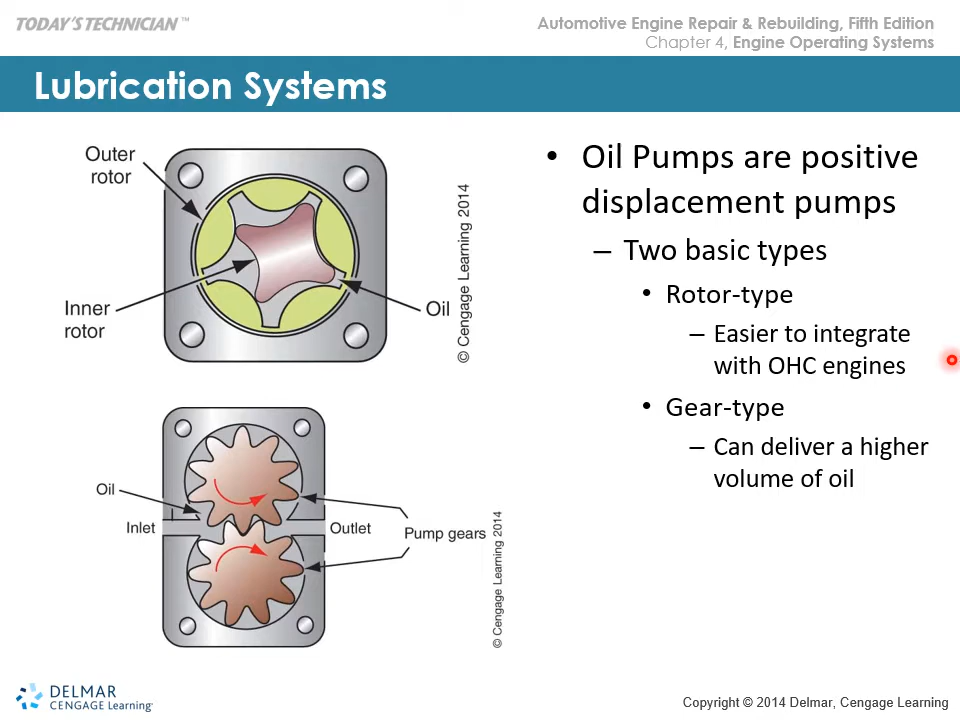 TODAY'S TECHNICIAN ™
Automotive Engine Repair & Rebuilding, Fifth Edition
Chapter 4, Engine Operating Systems
Lubrication Systems
Outer
rotor
Inner
rotor
Oil
© Cengage Learning 2014
• Oil Pumps are positive
displacement pumps
– Two basic types
• Rotor-type
– Easier to integrate
with OHC engines
• Gear-type
– Can deliver a higher
volume of oil
Oil
Inlet
Outlet
Pump gears
© Cengage Learning 2014
DELMAR
CENGAGE Learning™
Copyright © 2014 Delmar, Cengage Learning